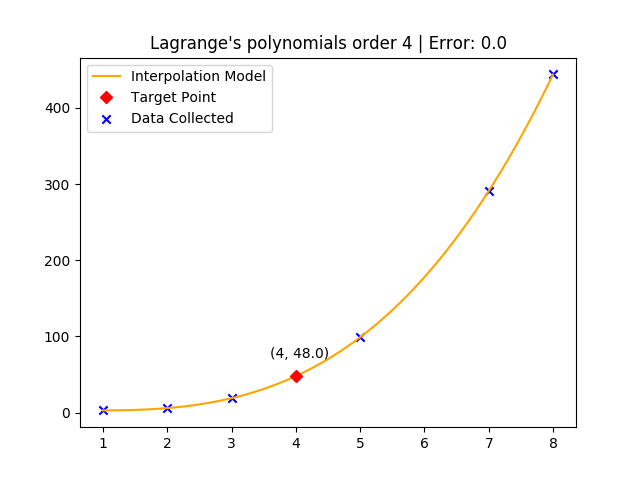 Lagrange's polynomials order 4 | Error: 0.0
Interpolation Model
Target Point
Data Collected
400
300
200
100
0
(4, 48.0)
1 2 3 4 5 6 7 8